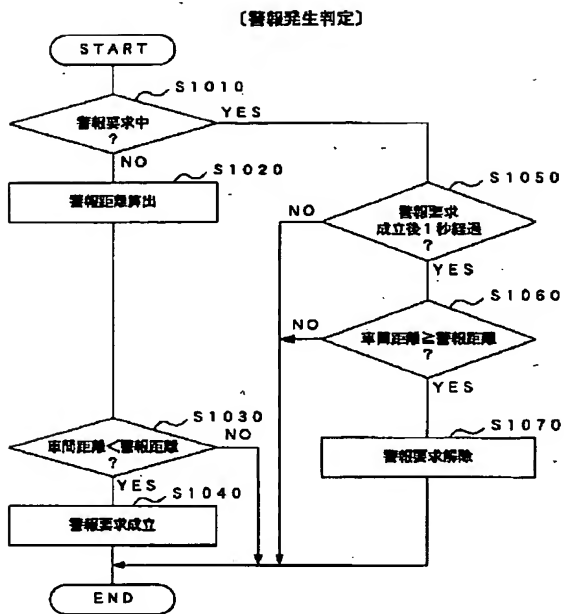 〔警報発生判定〕
START
S1010
警報要求中
?
YES
NO
S1020
警報距離算出
S1050
警報要求
成立後1秒経過
?
NO
YES
S1060
車間距離≧警報距離
?
NO
YES
S1030
車間距離<警報距離
?
NO
YES
S1070
警報要求解除
S1040
警報要求成立
END